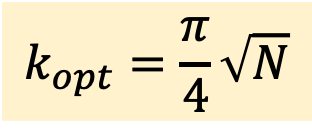 k_opt = π/4 √N